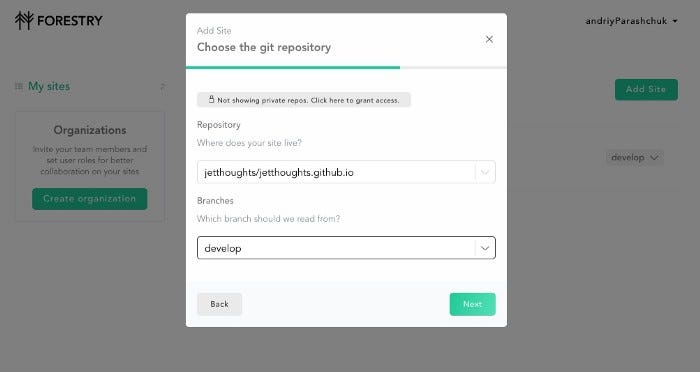 FORESTRY
andriyParashchuk
My sites
2
Add Site
Organizations
Invite your team members and
set user roles for better
collaboration on your sites
Create organization
develop
Add Site
Choose the git repository
Not showing private repos. Click here to grant access.
Repository
Where does your site live?
jetthoughts/jetthoughts.github.io
Branches
Which branch should we read from?
develop
Back
Next